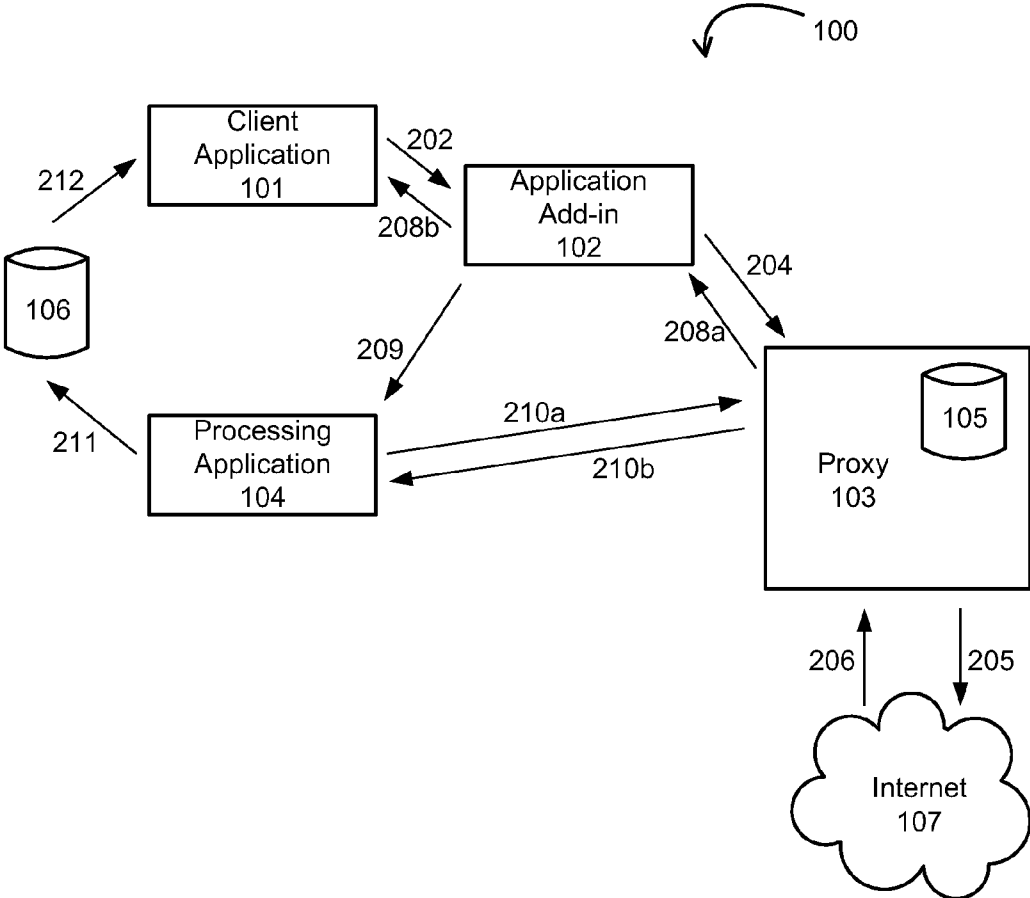 100
Client
Application
101
202
212
208b
Application
Add-in
102
204
106
209
208a
105
210a
211
Processing
Application
104
210b
Proxy
103
206
205
Internet
107